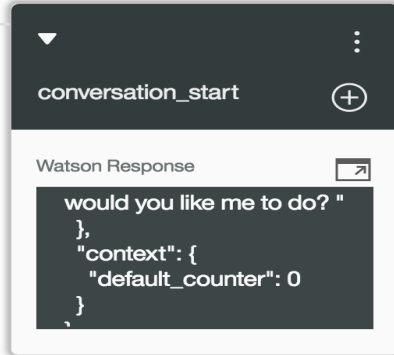 conversation_start
Watson Response
would you like me to do? "
},
"context": {
"default_counter": 0
}